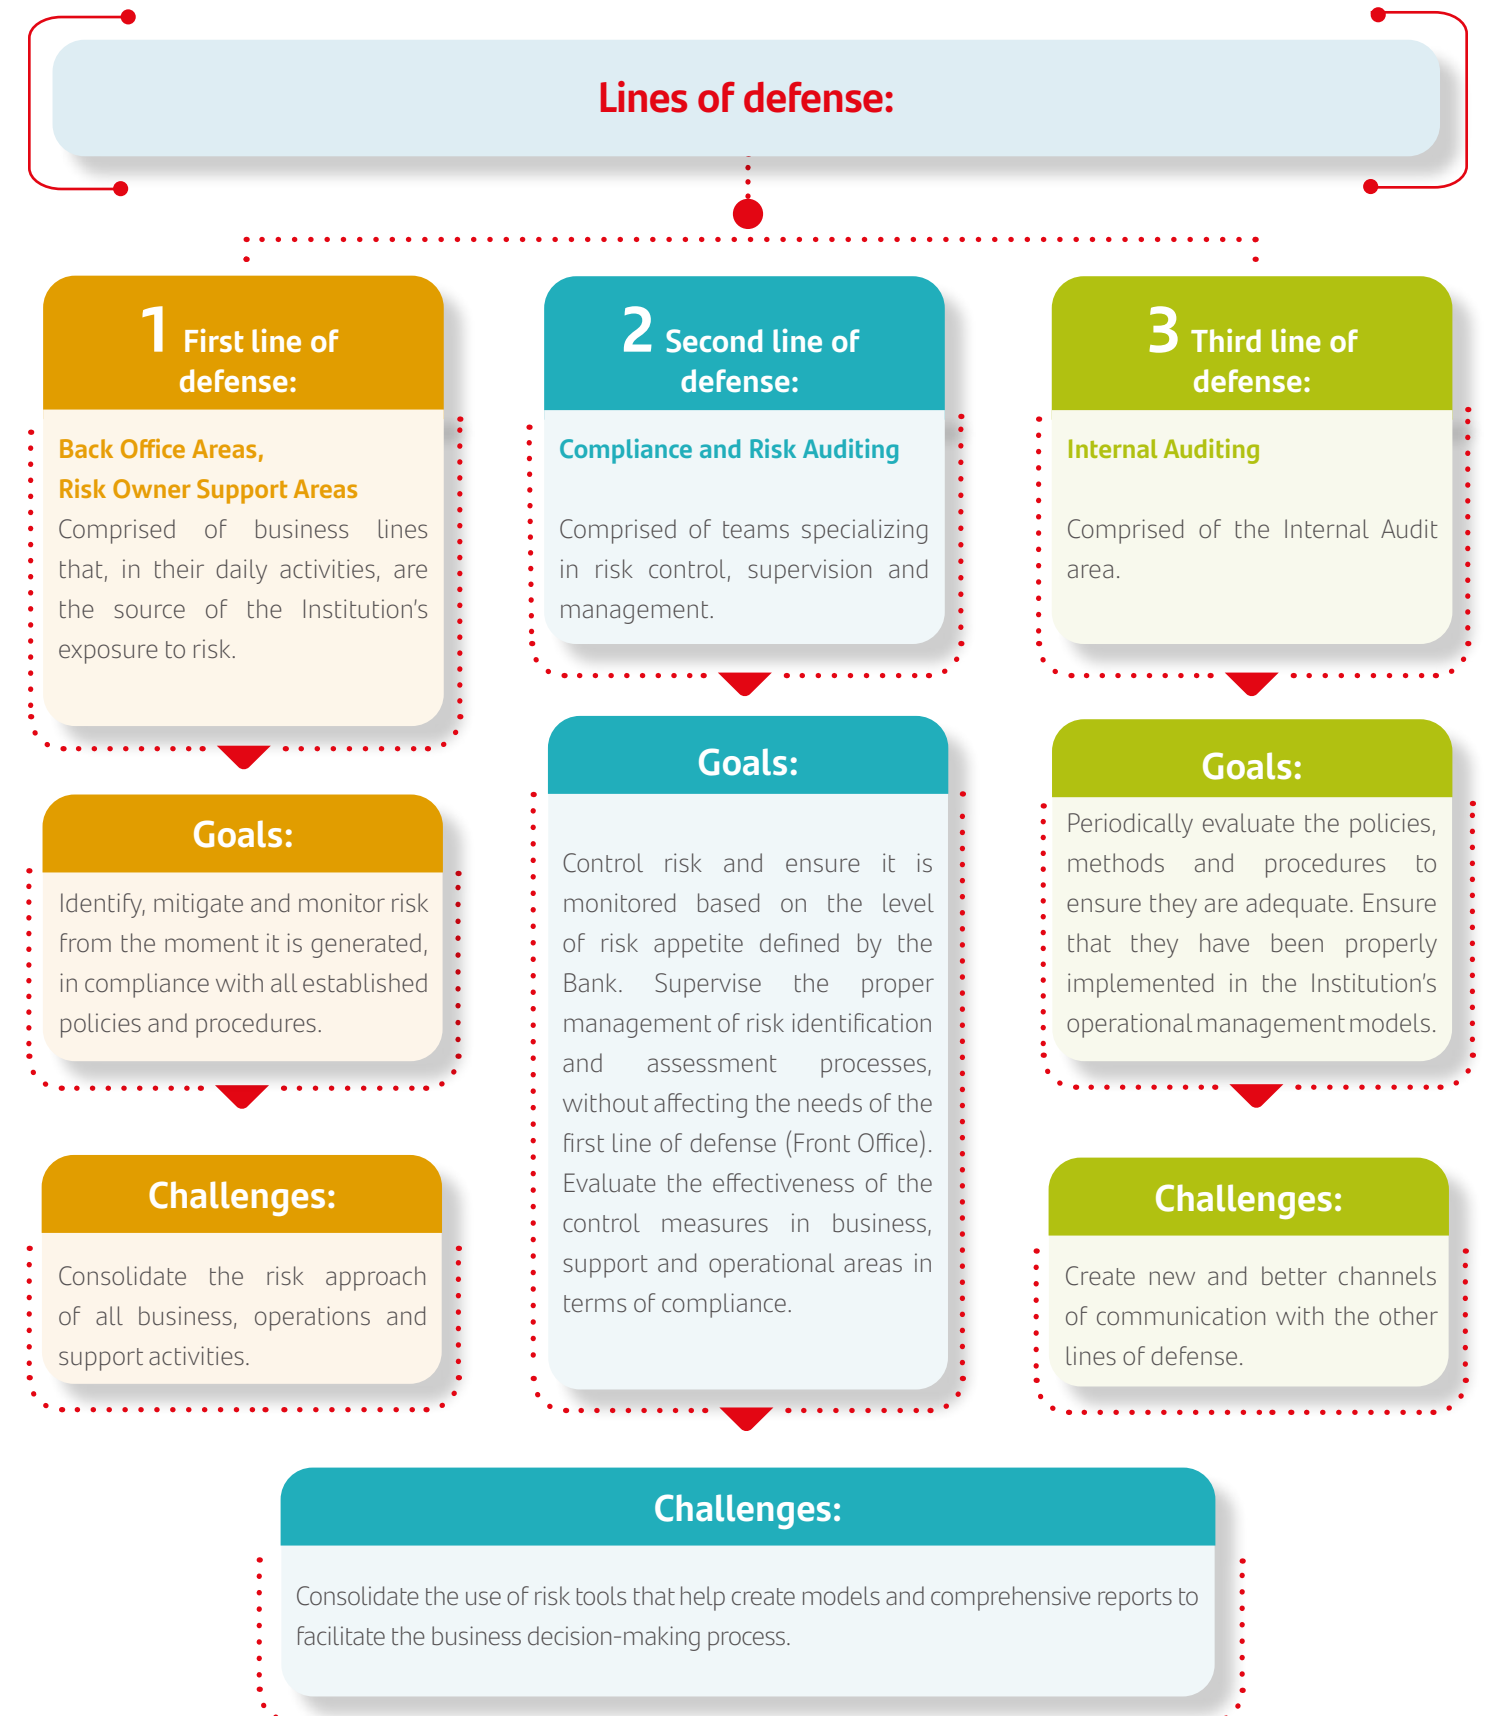 Lines of defense:
1 First line of
defense:
Back Office Areas,
Risk Owner Support Areas
Comprised of business lines
that, in their daily activities, are
the source of the Institution's
exposure to risk.
Goals:
Identify, mitigate and monitor risk
from the moment it is generated,
in compliance with all established
policies and procedures.
Challenges:
Consolidate the risk approach
of all business, operations and
support activities.
2 Second line of
defense:
Compliance and Risk Auditing
Comprised of teams specializing
in risk control, supervision and
management.
Goals:
Control risk and ensure it is
monitored based on the level
of risk appetite defined by the
Bank. Supervise the proper
management of risk identification
and assessment processes,
without affecting the needs of the
first line of defense (Front Office).
Evaluate the effectiveness of the
control measures in business,
support and operational areas in
terms of compliance.
Challenges:
Consolidate the use of risk tools that help create models and comprehensive reports to
facilitate the business decision-making process.
3 Third line of
defense:
Internal Auditing
Comprised of the Internal Audit
area.
Goals:
Periodically evaluate the policies,
methods and procedures to
ensure they are adequate. Ensure
that they have been properly
implemented in the Institution's
operational management models.
Challenges:
Create new and better channels
of communication with the other
lines of defense.